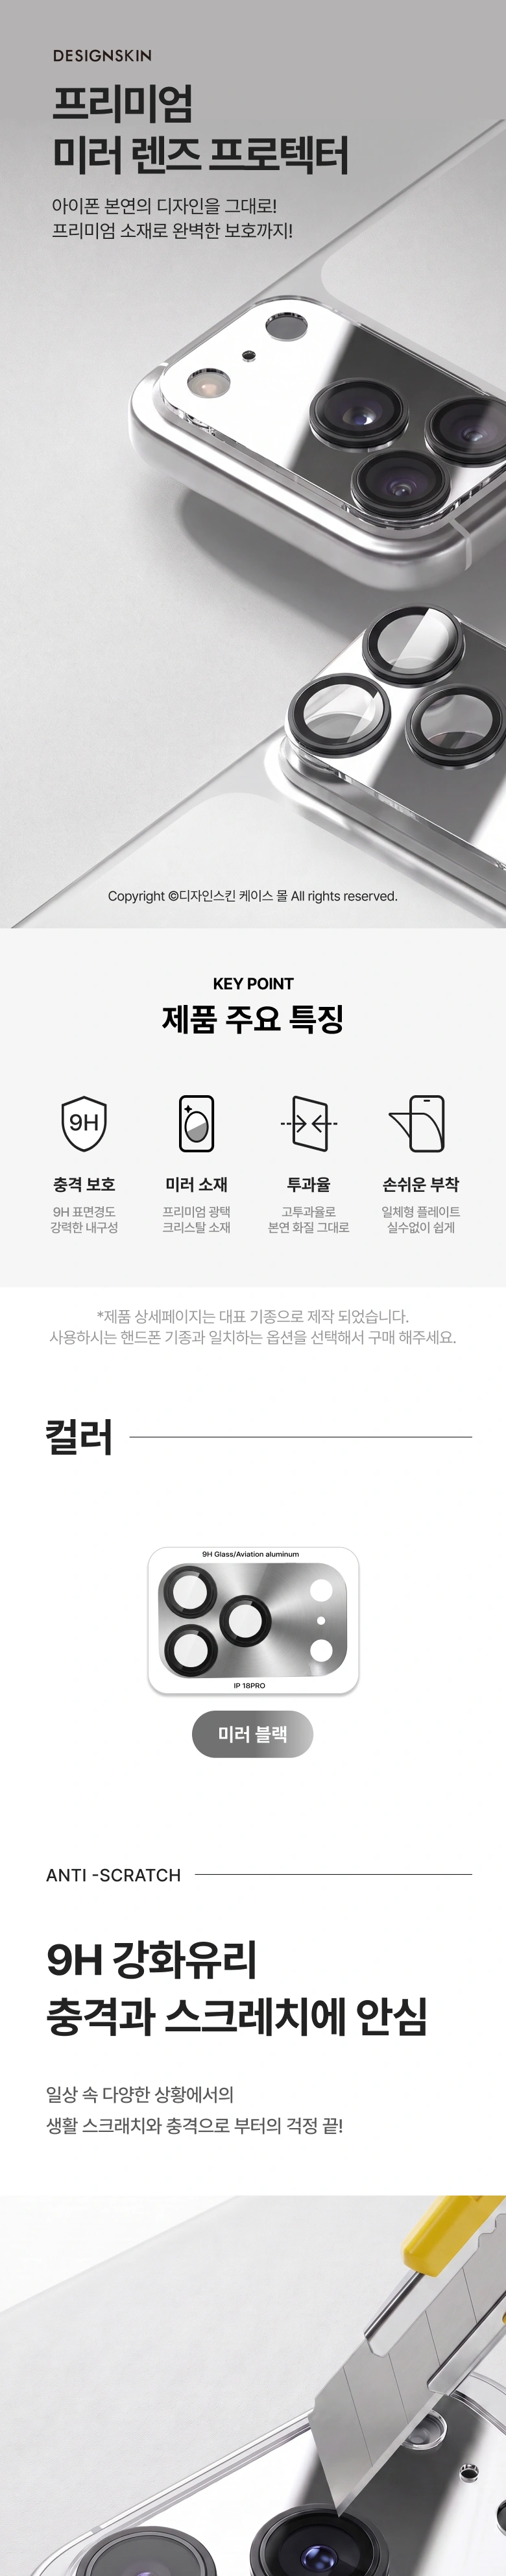 DESIGNSKIN
프리미엄
미러 렌즈 프로텍터
아이폰 본연의 디자인을 그대로!
프리미엄 소재로 완벽한 보호까지!
Copyright ©디자인스킨 케이스 몰 All rights reserved.
KEY POINT
제품 주요 특징
9H
충격 보호
9H 표면경도
강력한 내구성
미러 소재
프리미엄 광택
크리스탈 소재
투과율
고투과율로
본연 화질 그대로
손쉬운 부착
일체형 플레이트
실수없이 쉽게
*제품 상세페이지는 대표 기종으로 제작 되었습니다.
사용하시는 핸드폰 기종과 일치하는 옵션을 선택해서 구매 해주세요.
컬러
9H Glass/Aviation aluminum
IP 18PRO
미러 블랙
ANTI -SCRATCH
9H 강화유리
충격과 스크레치에 안심
일상 속 다양한 상황에서의
생활 스크래치와 충격으로 부터의 걱정 끝!